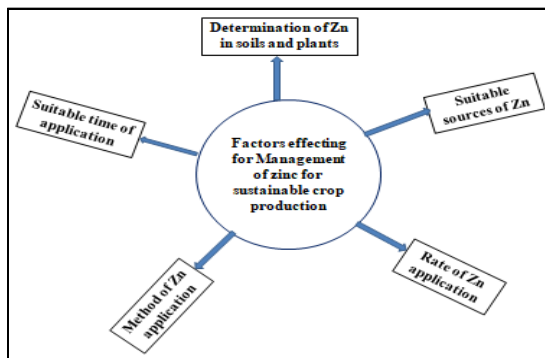 Determination of Zn
in soils and plants
Suitable time of
application
Suitable
sources of Zn
Factors effecting
for Management
of zinc for
sustainable crop
production
Method of Zn
application
Rate of Zn
application